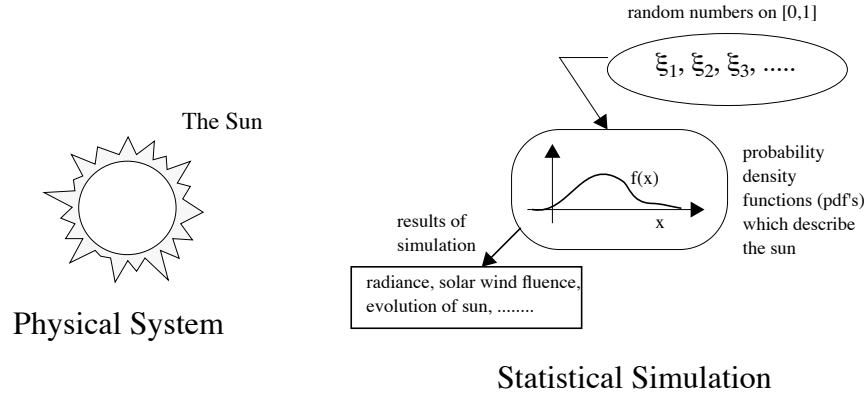 random numbers on [0,1]
ξ1, ξ2, ξ3, .....
The Sun
f(x)
x
probability
density
functions (pdf's)
which describe
the sun
results of
simulation
radiance, solar wind fluence,
evolution of sun, ........
Physical System
Statistical Simulation